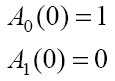 A₀(0) = 1
A₁(0) = 0